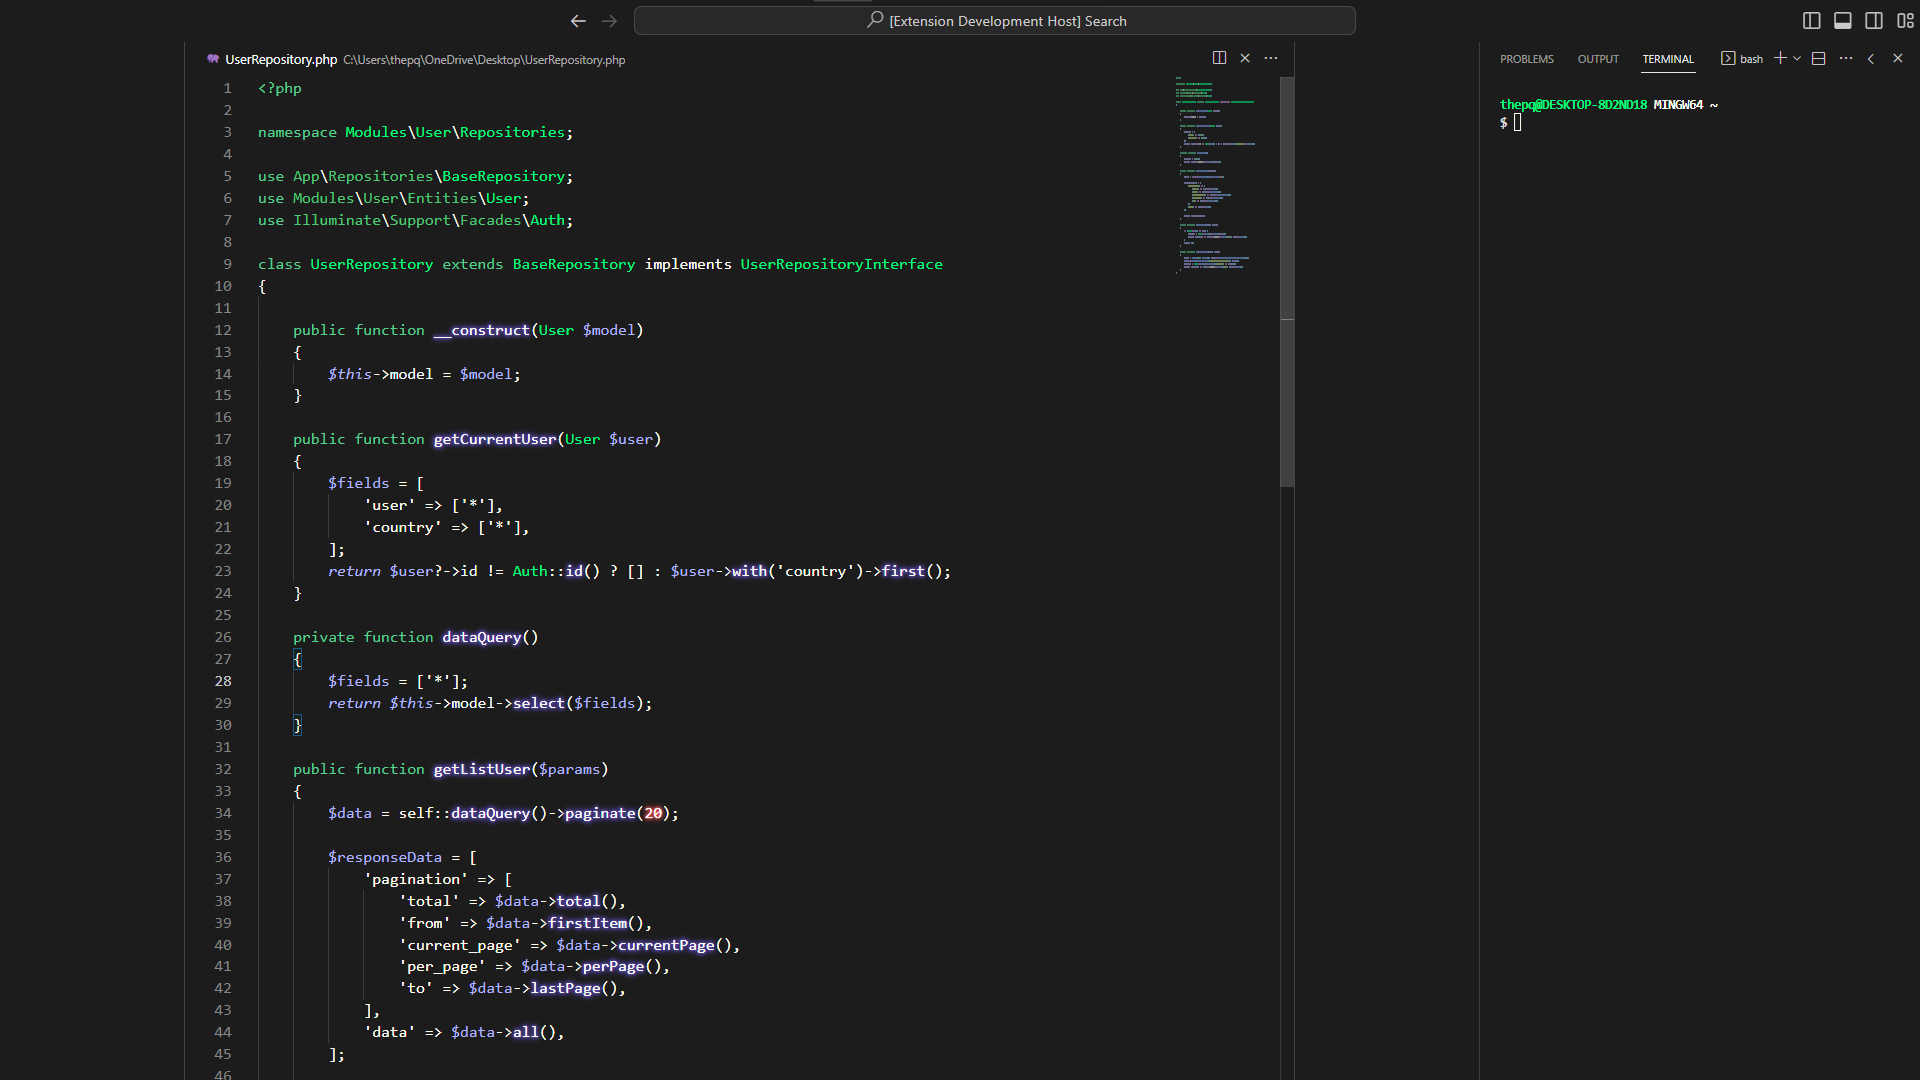 [Extension Development Host] Search
UserRepository.php C:\Users\thepq\OneDrive\Desktop\UserRepository.php
1 <?php
2
3 namespace Modules\User\Repositories;
4
5 use App\Repositories\BaseRepository;
6 use Modules\User\Entities\User;
7 use Illuminate\Support\Facades\Auth;
8
9 class UserRepository extends BaseRepository implements UserRepositoryInterface
10 {
11
12     public function __construct(User $model)
13     {
14         $this->model = $model;
15     }
16
17     public function getCurrentUser(User $user)
18     {
19         $fields = [
20             'user' => ['*'],
21             'country' => ['*'],
22         ];
23         return $user?->id != Auth::id() ? [] : $user->with('country')->first();
24     }
25
26     private function dataQuery()
27     {
28         $fields = ['*'];
29         return $this->model->select($fields);
30     }
31
32     public function getListUser($params)
33     {
34         $data = self::dataQuery()->paginate(20);
35
36         $responseData = [
37             'pagination' => [
38                 'total' => $data->total(),
39                 'from' => $data->firstItem(),
40                 'current_page' => $data->currentPage(),
41                 'per_page' => $data->perPage(),
42                 'to' => $data->lastPage(),
43             ],
44             'data' => $data->all(),
45         ];
46
PROBLEMS OUTPUT TERMINAL bash
thepq@DESKTOP-8D2ND18 MINGW64 ~
$